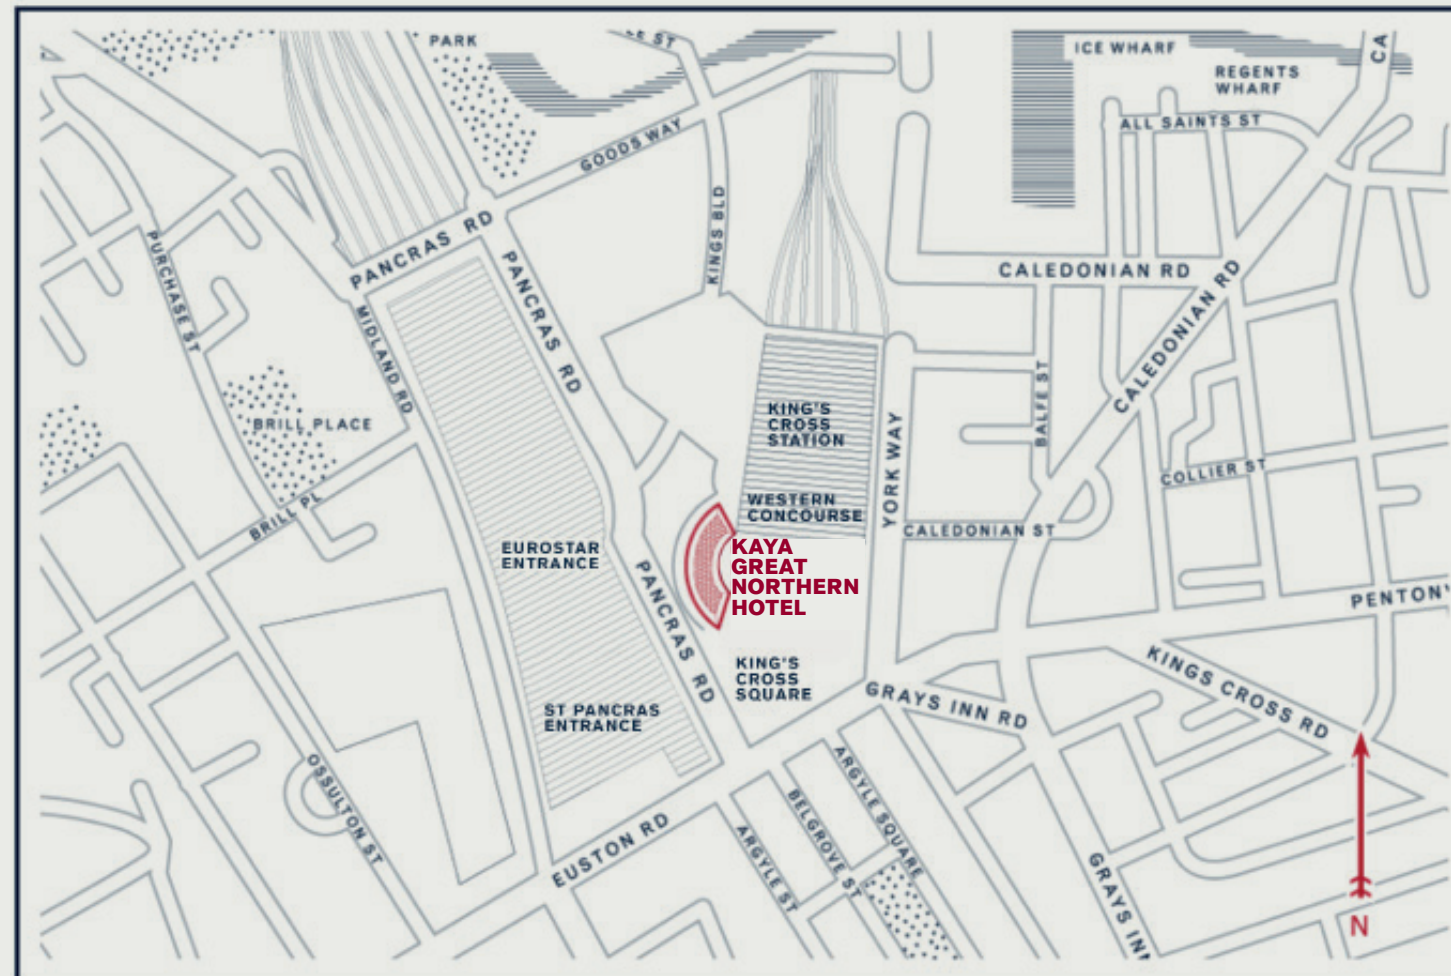 PARK
ICE WHARF
REGENTS
WHARF
ALL SAINTS ST
GOODS WAY
KINGS BLD
PANCRAS RD
PANCRAS RD
PURCHASE ST
MIDLAND RD
CALEDONIAN RD
CALEDONIAN RD
BALFE ST
BRILL PLACE
KING'S
CROSS
STATION
YORK WAY
COLLIER ST
WESTERN
CONCOURSE
BRILL PL
CALEDONIAN ST
EUROSTAR
ENTRANCE
KAYA
GREAT
NORTHERN
HOTEL
PANCRAS RD
KING'S
CROSS
SQUARE
GRAYS INN RD
KINGS CROSS RD
ST PANCRAS
ENTRANCE
OSSULTON ST
EUSTON RD
ARGYLE ST
BELGROVE ST
ARGYLE SQUARE
GRAYS INN
N